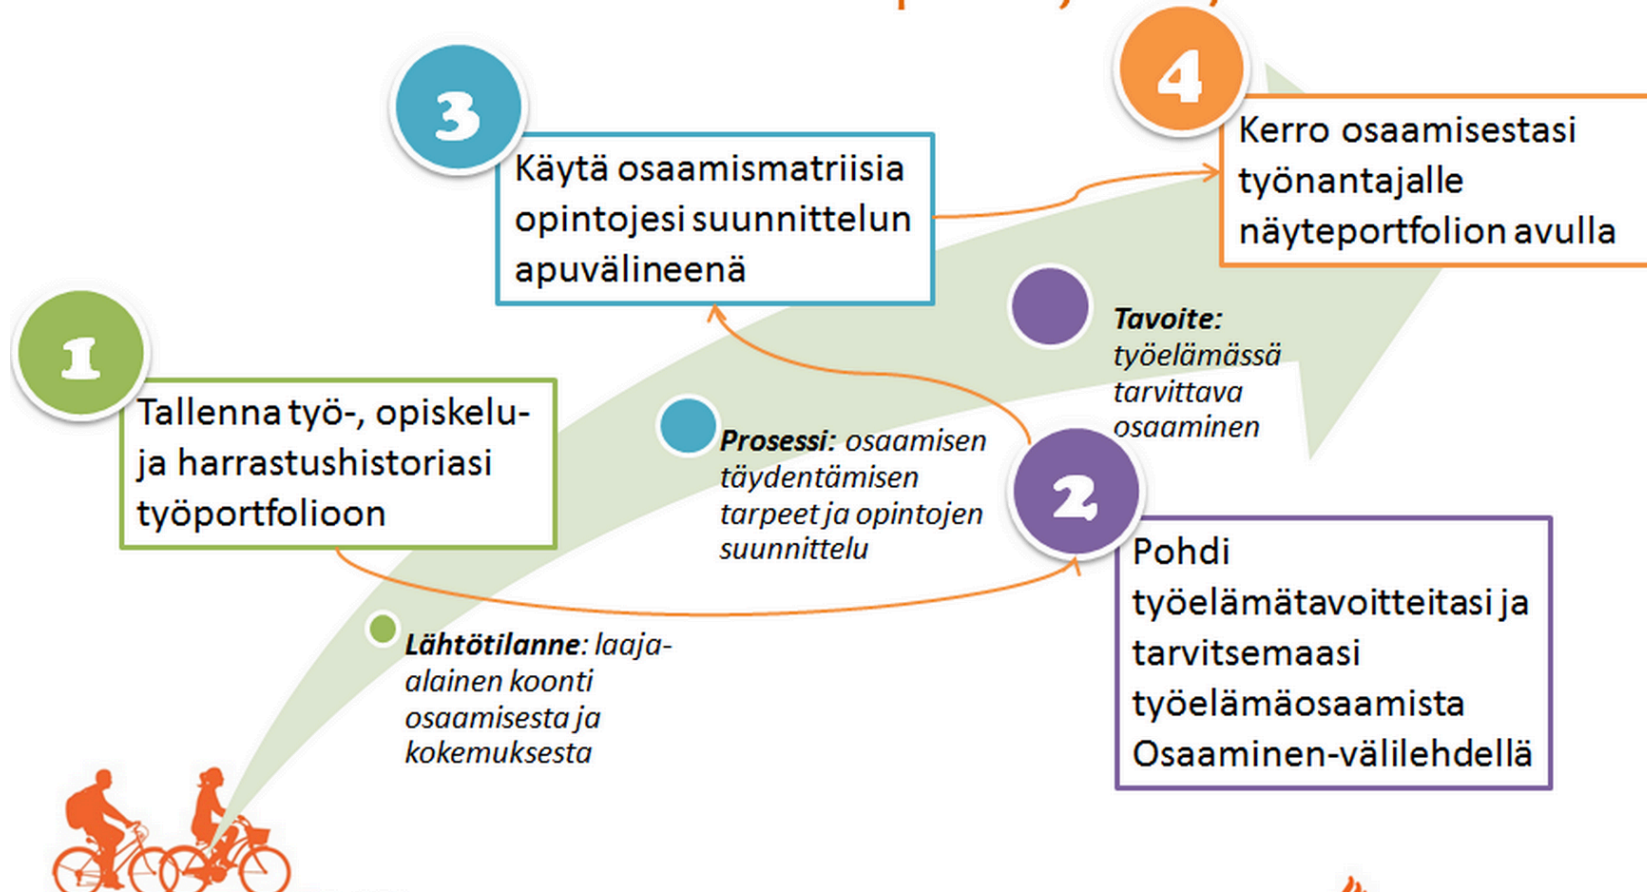 1
Tallenna työ-, opiskelu-
ja harrastushistoriasi
työportfolioon
2
Pohdi
työelämätavoitteitasi ja
tarvitsemaasi
työelämäosaamista
Osaaminen-välilehdellä
3
Käytä osaamismatriisia
opintojesi suunnittelun
apuvälineenä
4
Kerro osaamisestasi
työnantajalle
näyteportfolion avulla
Lähtötilanne: laaja-
alainen koonti
osaamisesta ja
kokemuksesta
Prosessi: osaamisen
täydentämisen
tarpeet ja opintojen
suunnittelu
Tavoite:
työelämässä
tarvittava
osaaminen